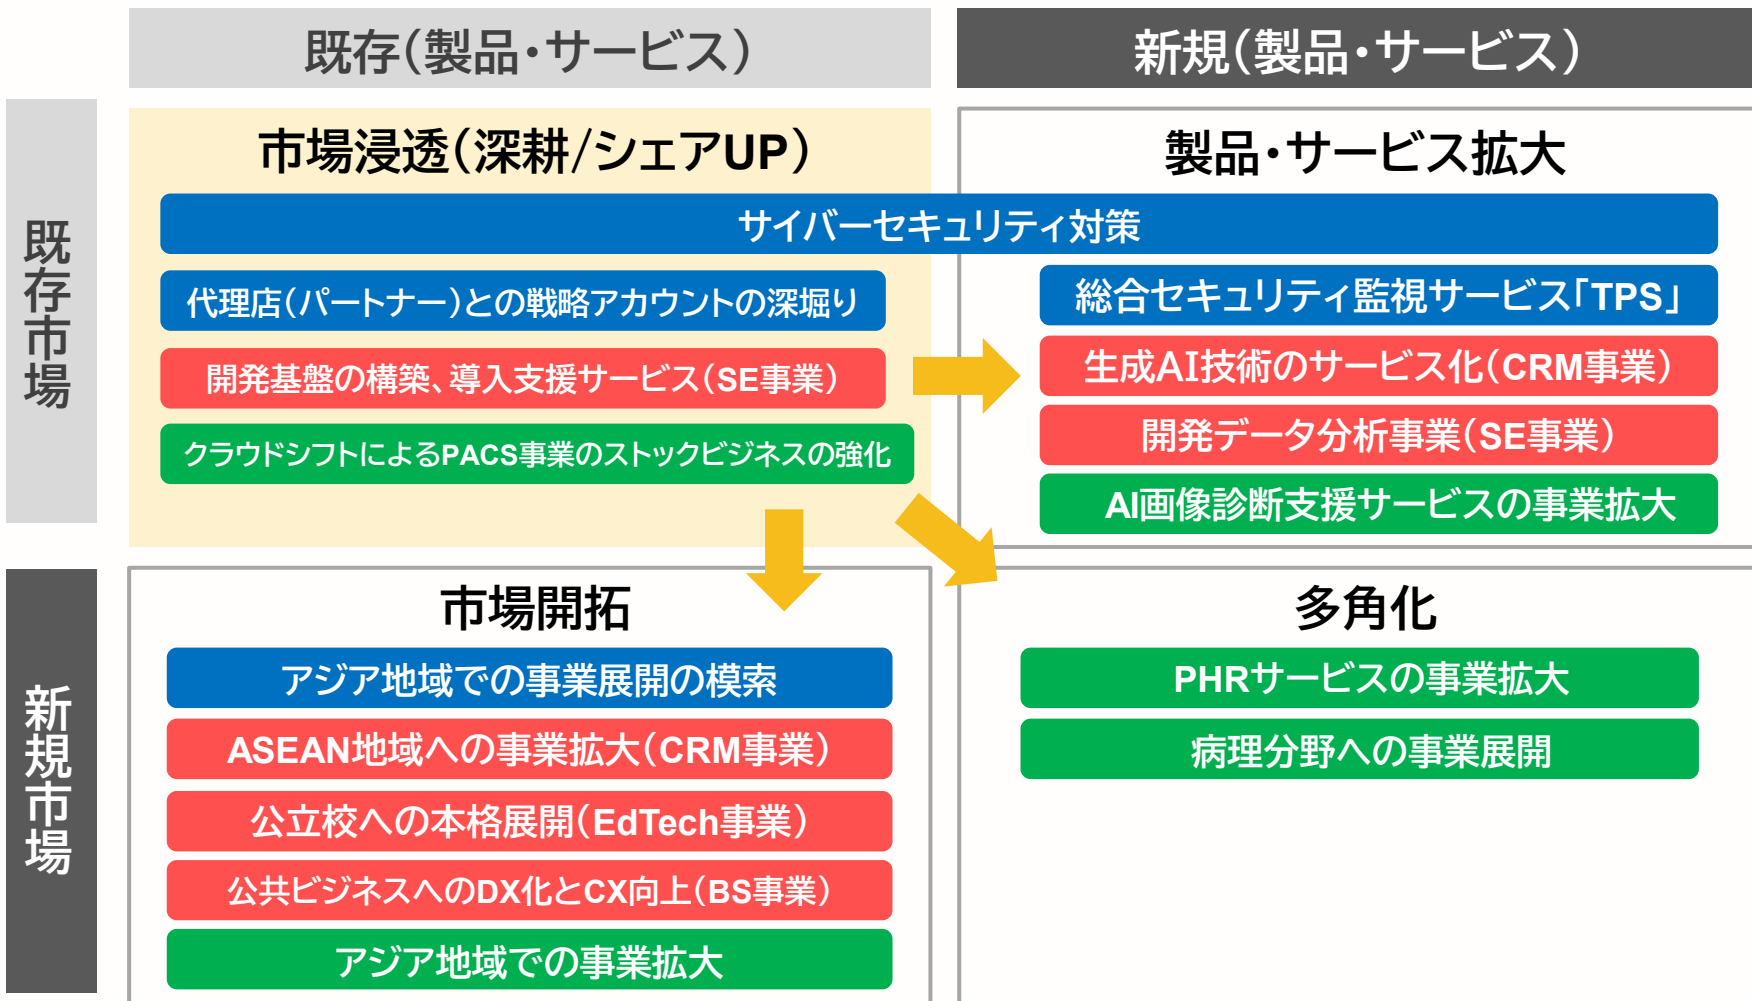 既存(製品・サービス)
新規(製品・サービス)
既存市場
市場浸透(深耕/シェアUP)
製品・サービス拡大
サイバーセキュリティ対策
代理店(パートナー)との戦略アカウントの深堀り
開発基盤の構築、導入支援サービス(SE事業)
クラウドシフトによるPACS事業のストックビジネスの強化
総合セキュリティ監視サービス「TPS」
生成AI技術のサービス化(CRM事業)
開発データ分析事業(SE事業)
AI画像診断支援サービスの事業拡大
新規市場
市場開拓
アジア地域での事業展開の模索
ASEAN地域への事業拡大(CRM事業)
公立校への本格展開(EdTech事業)
公共ビジネスへのDX化とCX向上(BS事業)
アジア地域での事業拡大
多角化
PHRサービスの事業拡大
病理分野への事業展開